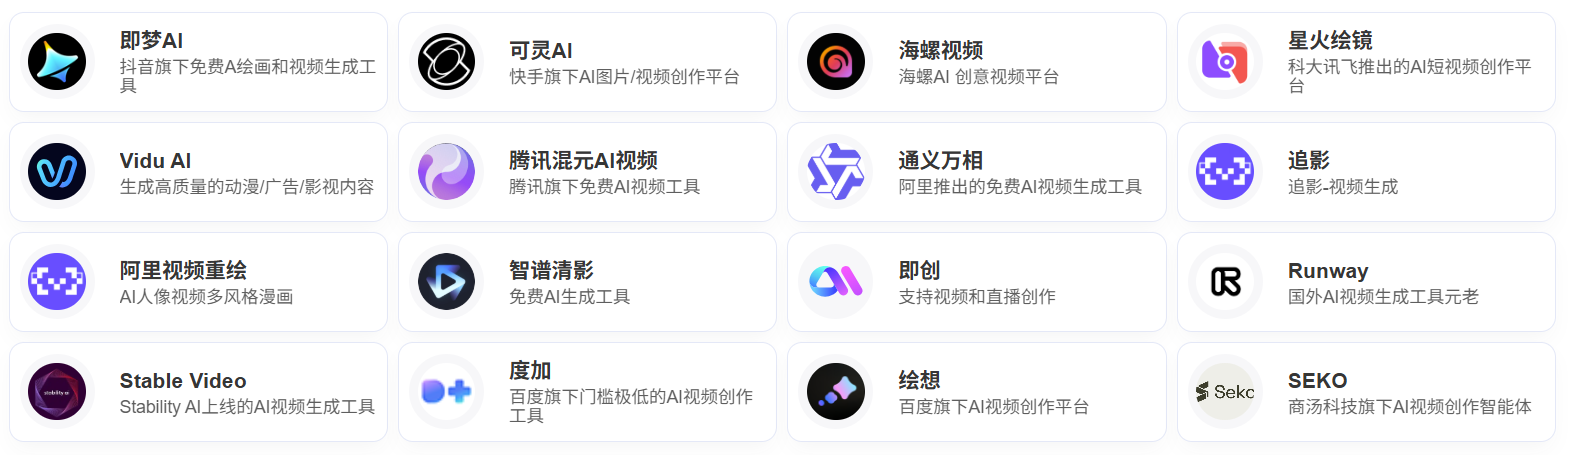 即梦AI
抖音旗下免费A绘画和视频生成工
具
可灵AI
快手旗下AI图片/视频创作平台
海螺视频
海螺AI 创意视频平台
星火绘镜
科大讯飞推出的AI短视频创作平
台
Vidu AI
生成高质量的动漫/广告/影视内容
腾讯混元AI视频
腾讯旗下免费AI视频工具
通义万相
阿里推出的免费AI视频生成工具
追影
追影-视频生成
阿里视频重绘
AI人像视频多风格漫画
智谱清影
免费AI生成工具
即创
支持视频和直播创作
Runway
国外AI视频生成工具元老
stability ai
Stable Video
Stability AI上线的AI视频生成工具
度加
百度旗下门槛极低的AI视频创作
工具
绘想
百度旗下AI视频创作平台
Seko
SEKO
商汤科技旗下AI视频创作智能体